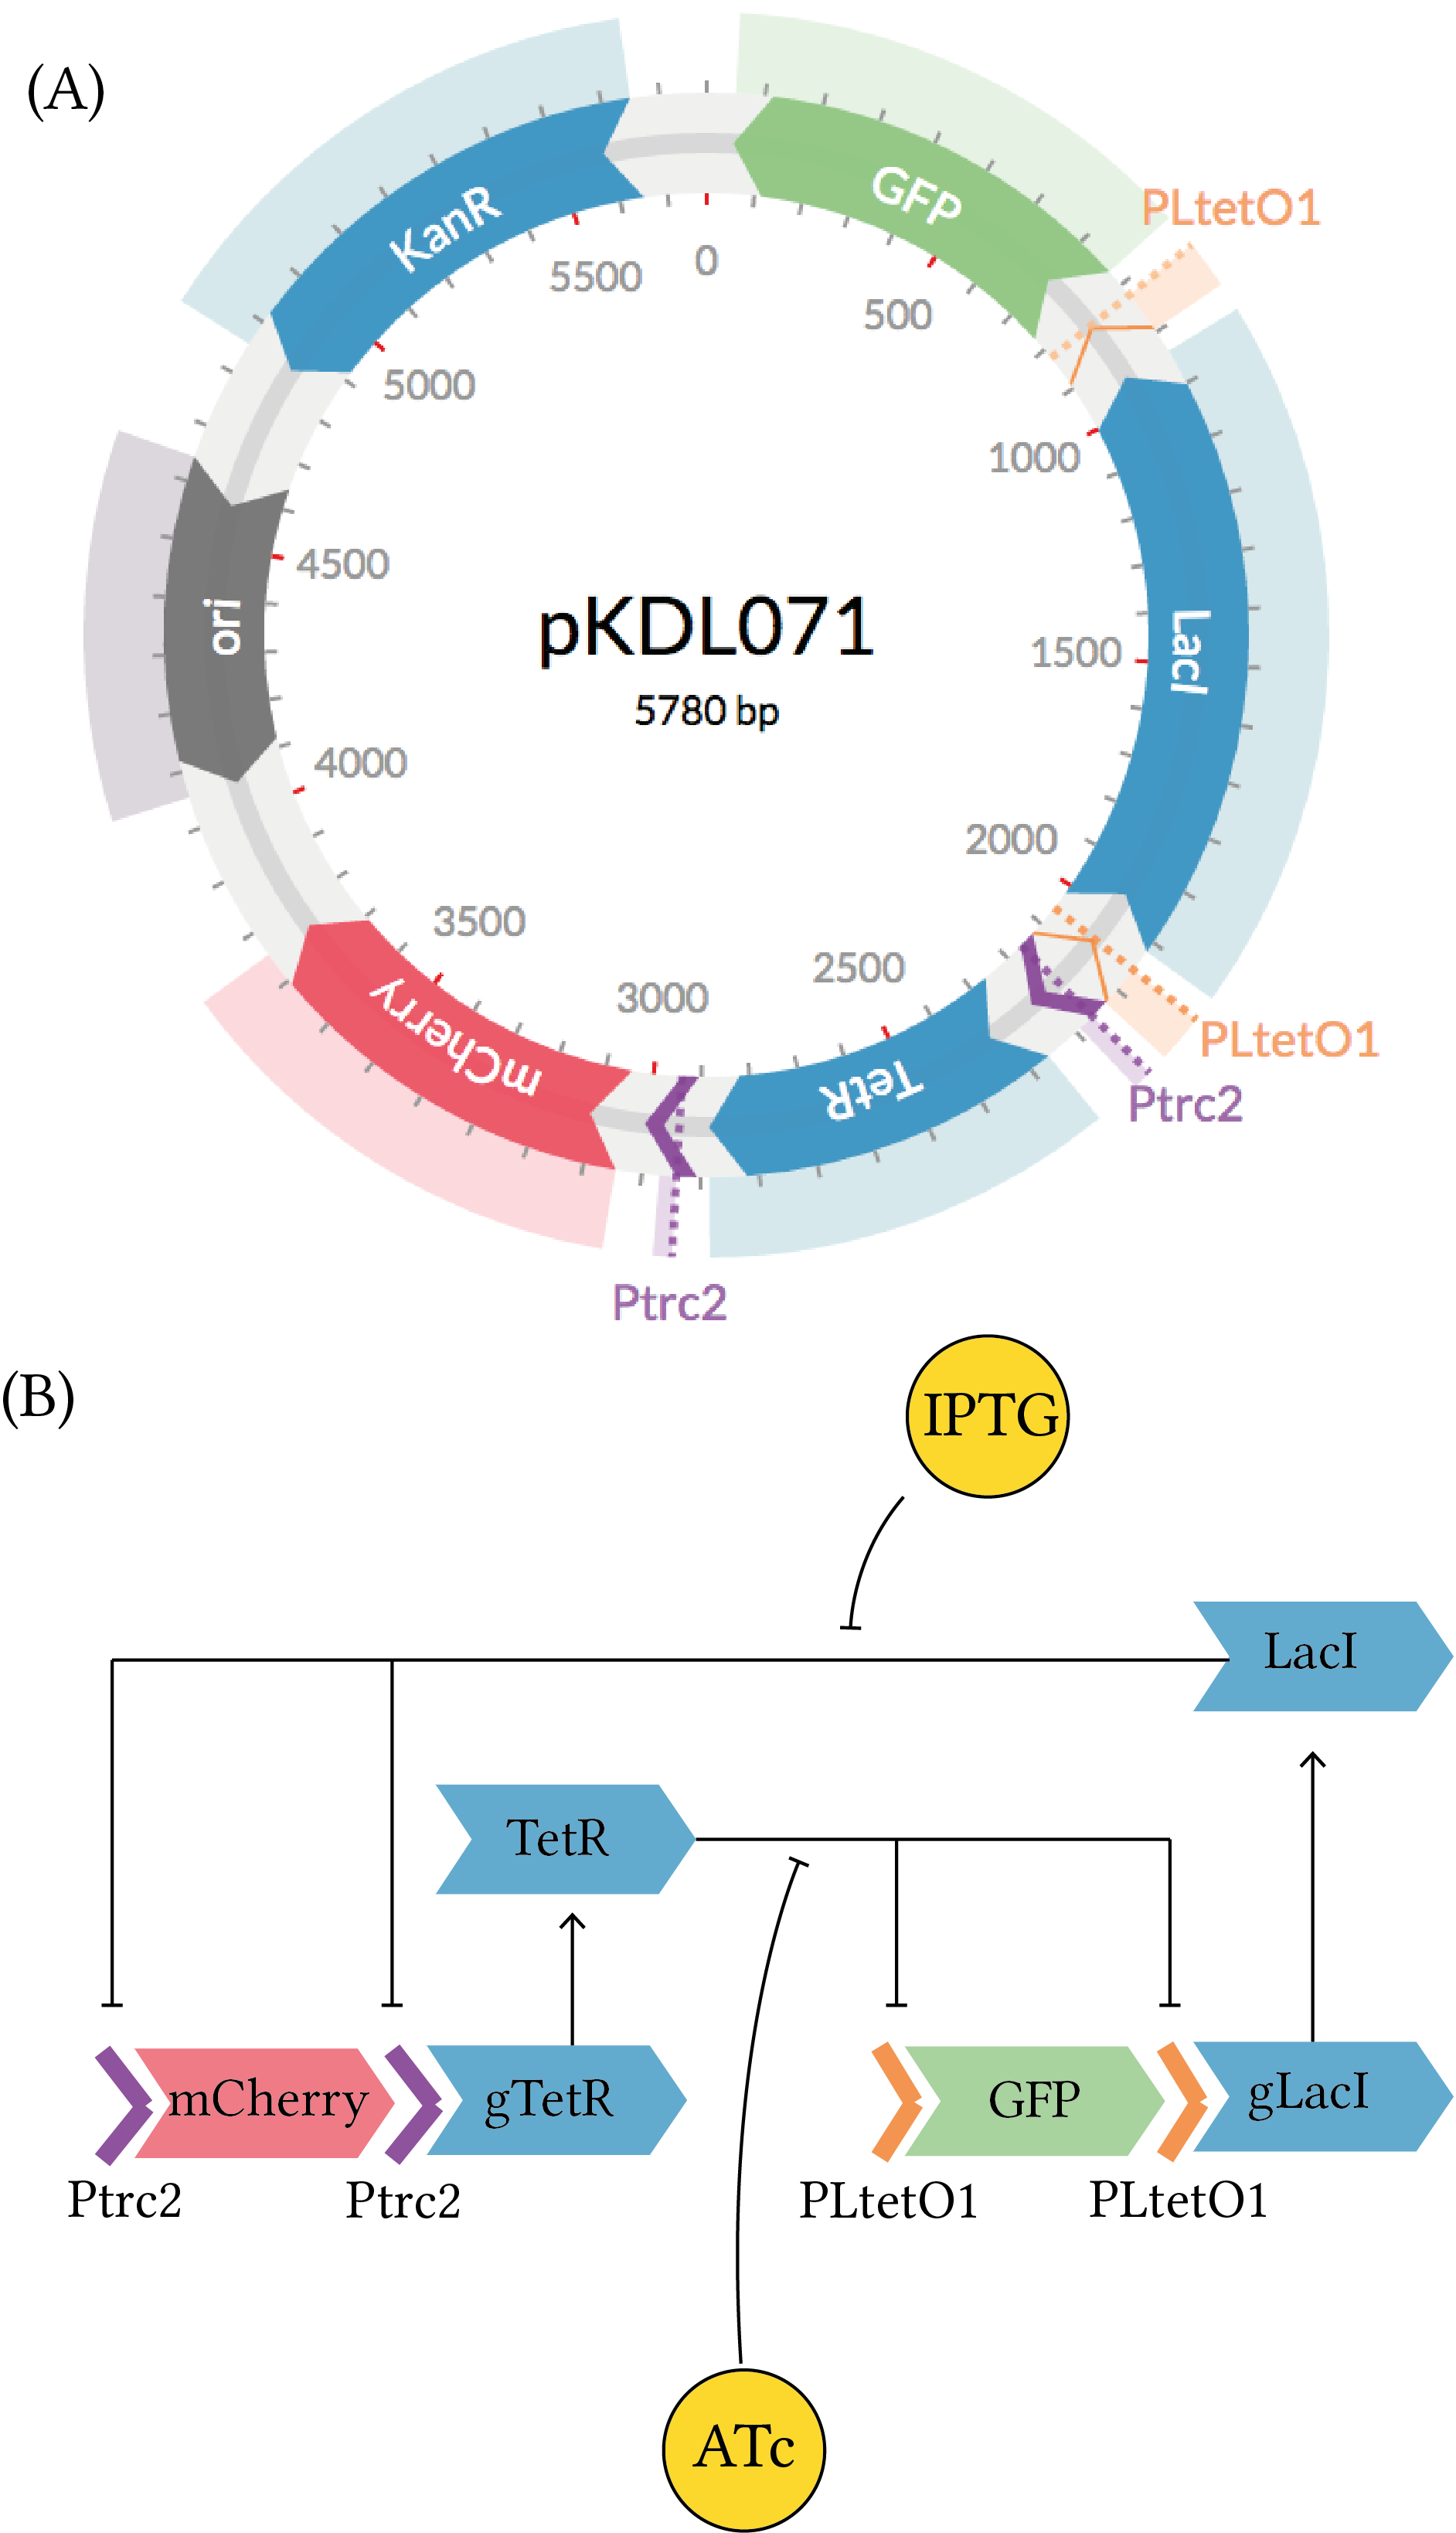 (A)
KanR
GFP
PLtetO1
5500
0
500
5000
1000
4500
pKDL071
5780 bp
ori
LacI
1500
4000
2000
3500
2500
3000
mCherry
TetR
PLtetO1
Ptrc2
Ptrc2
(B)
IPTG
LacI
TetR
mCherry
gTetR
GFP
gLacI
Ptrc2
Ptrc2
PLtetO1
PLtetO1
ATc